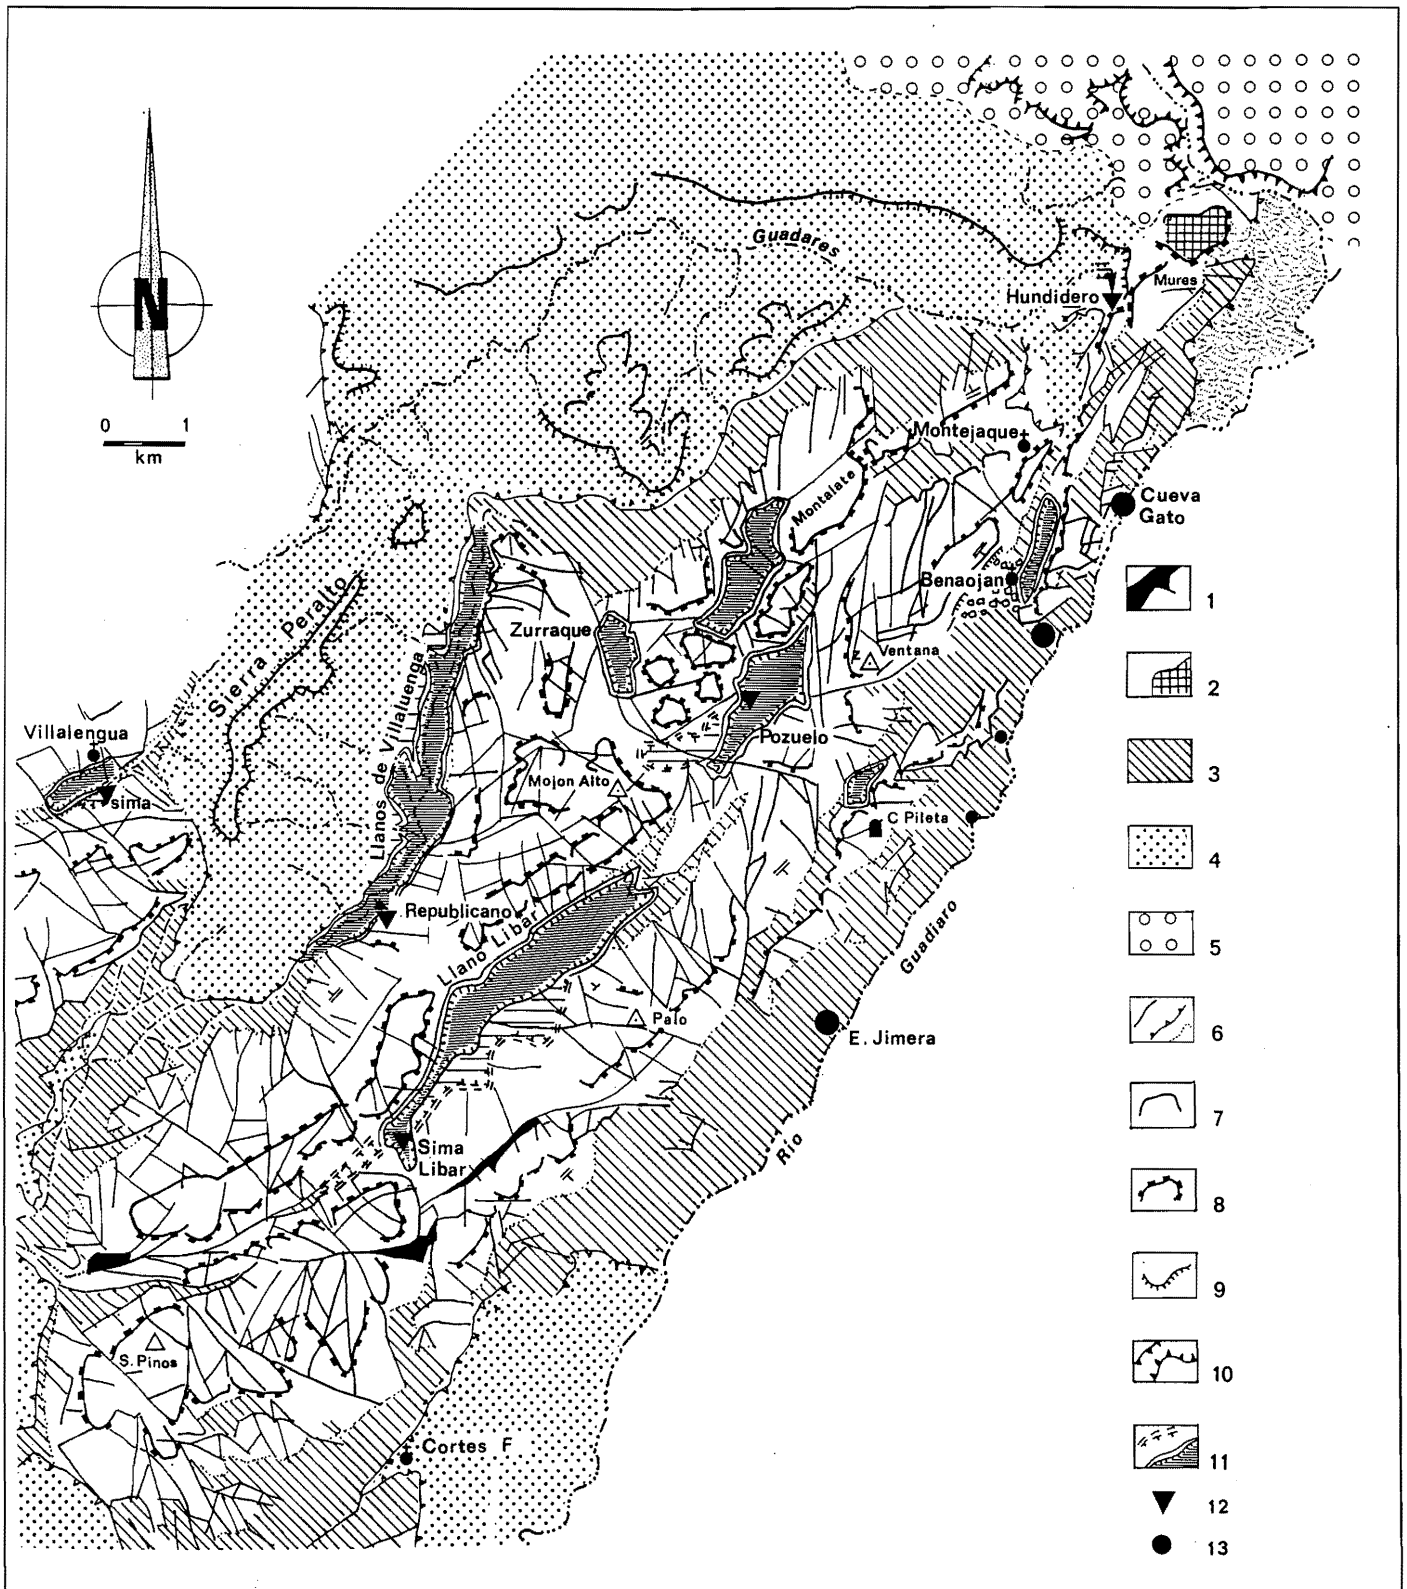 Guadares
Hundidero
Mures
N
0 1
km
Montejaque
Cueva
Gato
Montalate
Benaojan
Sierra Peralto
Zurraque
Ventana
Llanos de Villaluenga
Villalengua
sima
Pozuelo
Mojon Alto
C Pileta
Republicano
Llano Libar
Guadiaro
Palo
E. Jimera
Rio
Sima
Libar
S. Pinos
Cortes F
1
2
3
4
5
6
7
8
9
10
11
12
13